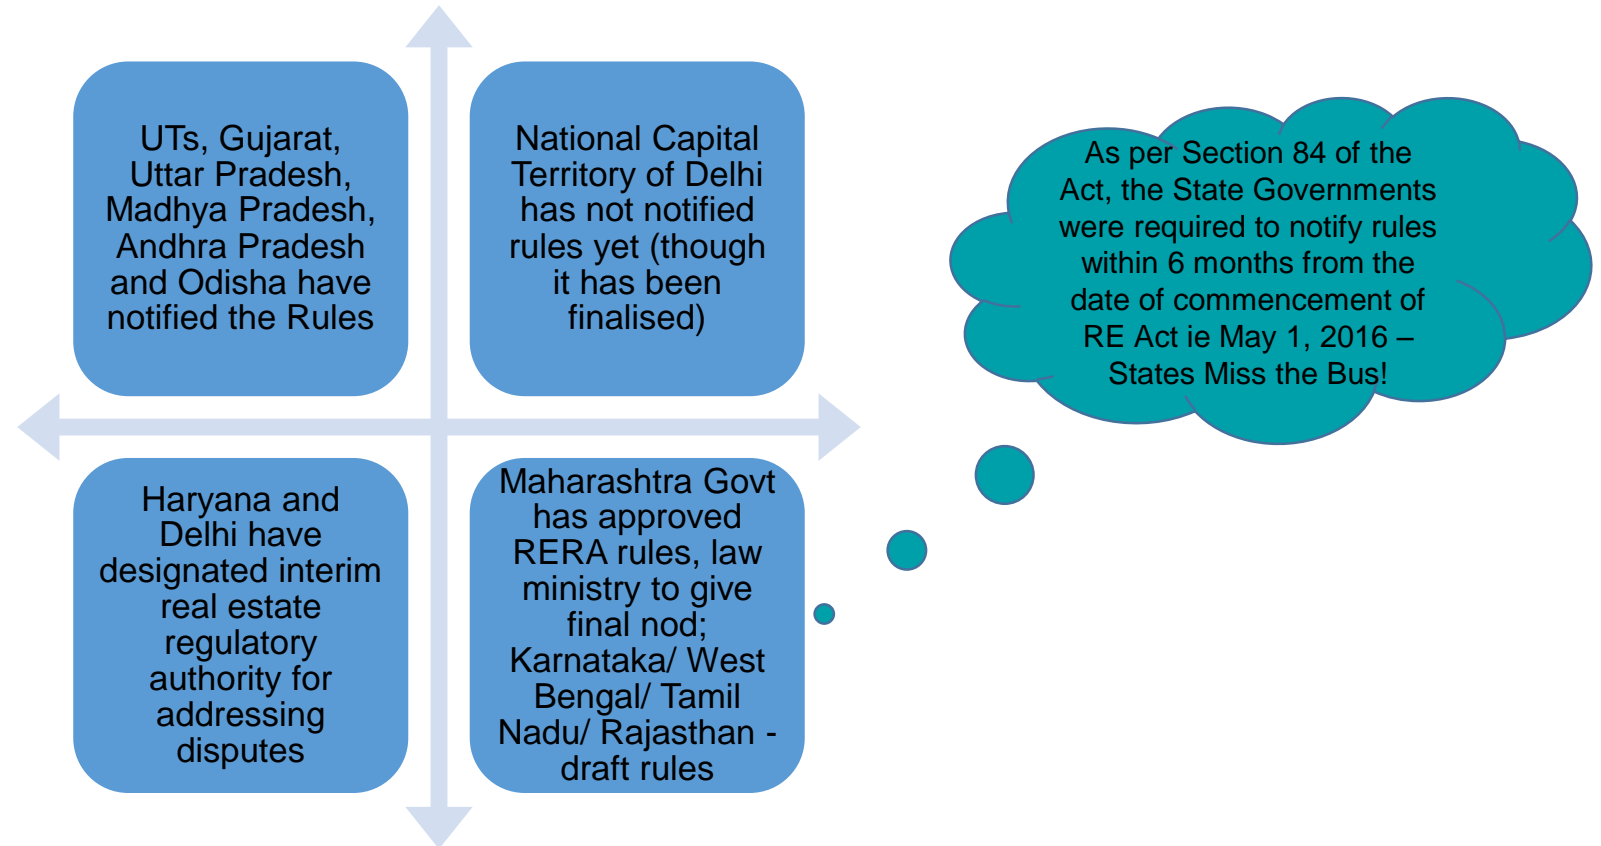 UTs, Gujarat,
Uttar Pradesh,
Madhya Pradesh,
Andhra Pradesh
and Odisha have
notified the Rules
National Capital
Territory of Delhi
has not notified
rules yet (though
it has been
finalised)
Haryana and
Delhi have
designated interim
real estate
regulatory
authority for
addressing
disputes
Maharashtra Govt
has approved
RERA rules, law
ministry to give
final nod;
Karnataka/ West
Bengal/ Tamil
Nadu/ Rajasthan -
draft rules
As per Section 84 of the
Act, the State Governments
were required to notify rules
within 6 months from the
date of commencement of
RE Act ie May 1, 2016 –
States Miss the Bus!